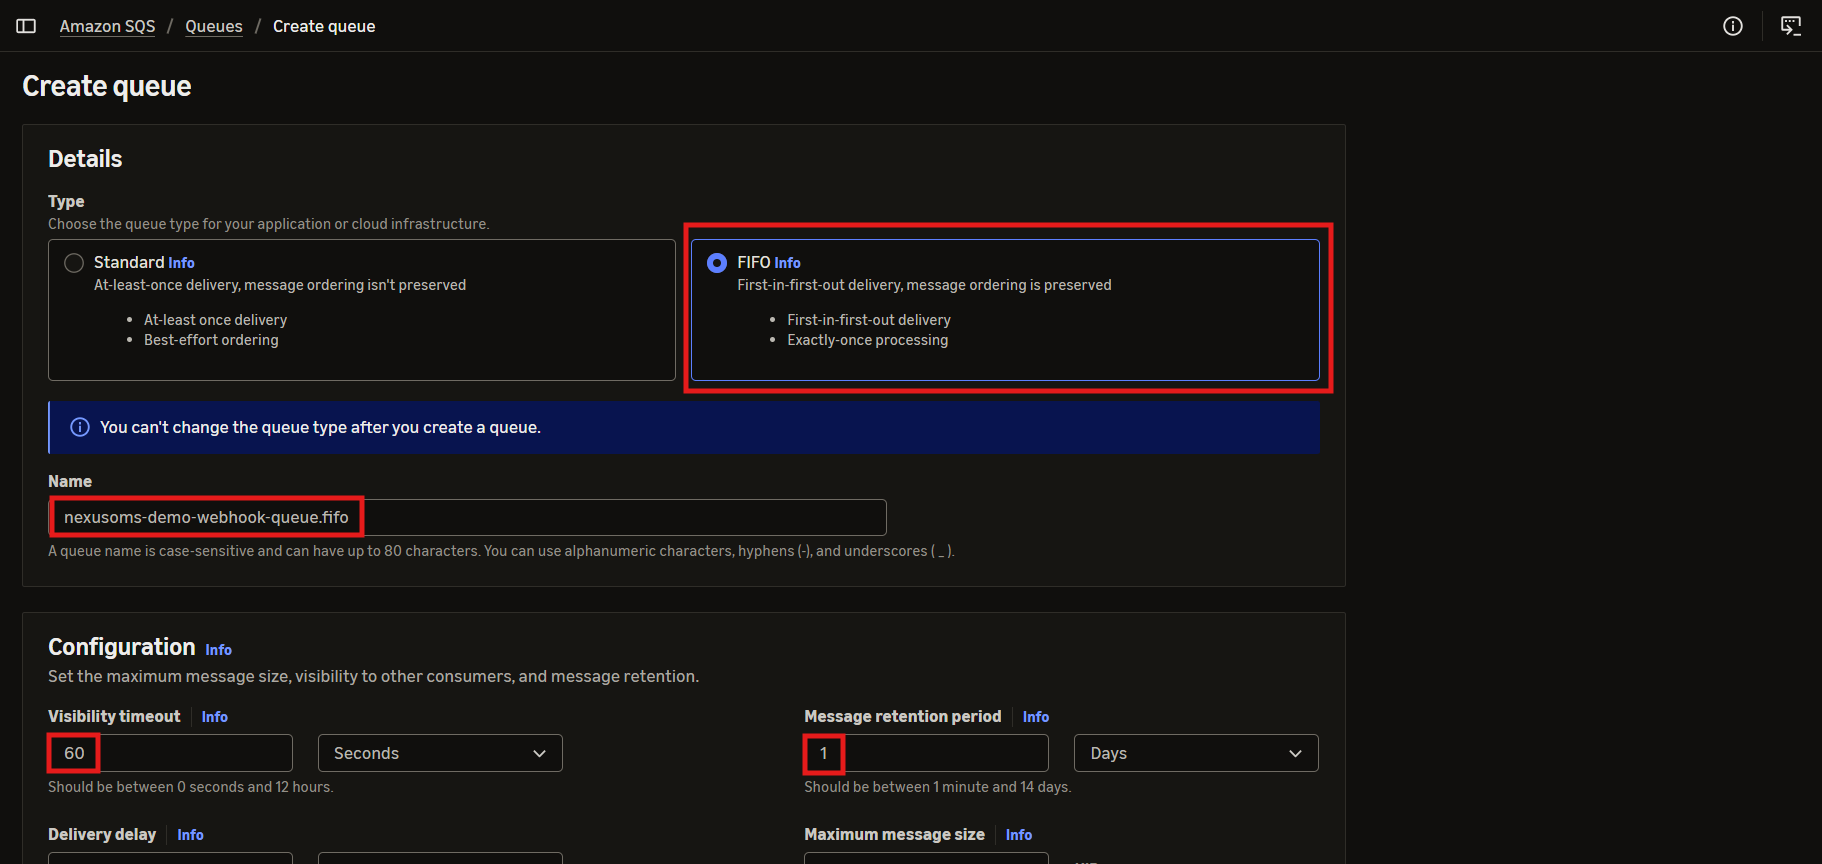 Amazon SQS / Queues / Create queue
Create queue
Details
Type
Choose the queue type for your application or cloud infrastructure.
Standard Info
At-least-once delivery, message ordering isn't preserved
• At-least once delivery
• Best-effort ordering
FIFO Info
First-in-first-out delivery, message ordering is preserved
• First-in-first-out delivery
• Exactly-once processing
You can't change the queue type after you create a queue.
Name
nexusoms-demo-webhook-queue.fifo
A queue name is case-sensitive and can have up to 80 characters. You can use alphanumeric characters, hyphens (-), and underscores ( _ ).
Configuration Info
Set the maximum message size, visibility to other consumers, and message retention.
Visibility timeout Info
60 Seconds
Should be between 0 seconds and 12 hours.
Message retention period Info
1 Days
Should be between 1 minute and 14 days.
Delivery delay Info
Maximum message size Info